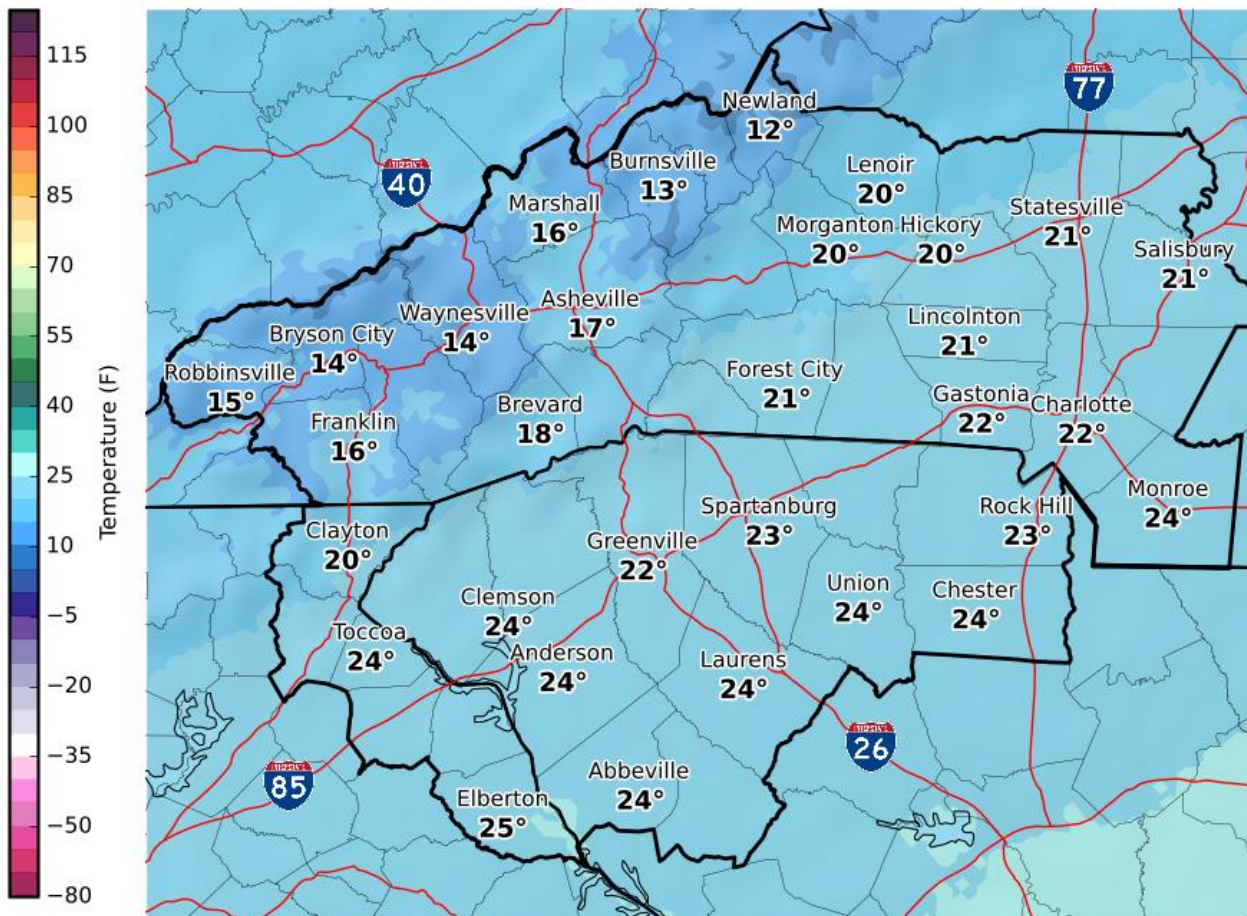 115
100
85
70
55
40
25
10
−5
−20
−35
−50
−80
Temperature (F)
77
Newland
12°
Burnsville
13°
Lenoir
20°
40
Marshall
16°
Morganton
20°
Hickory
20°
Statesville
21°
Salisbury
21°
Asheville
17°
Waynesville
14°
Bryson City
14°
Robbinsville
15°
Lincolnton
21°
Forest City
21°
Gastonia
22°
Charlotte
22°
Brevard
18°
Franklin
16°
Monroe
24°
Rock Hill
23°
Spartanburg
23°
Clayton
20°
Greenville
22°
Union
24°
Chester
24°
Clemson
24°
Toccoa
24°
Anderson
24°
Laurens
24°
26
85
Abbeville
24°
Elberton
25°